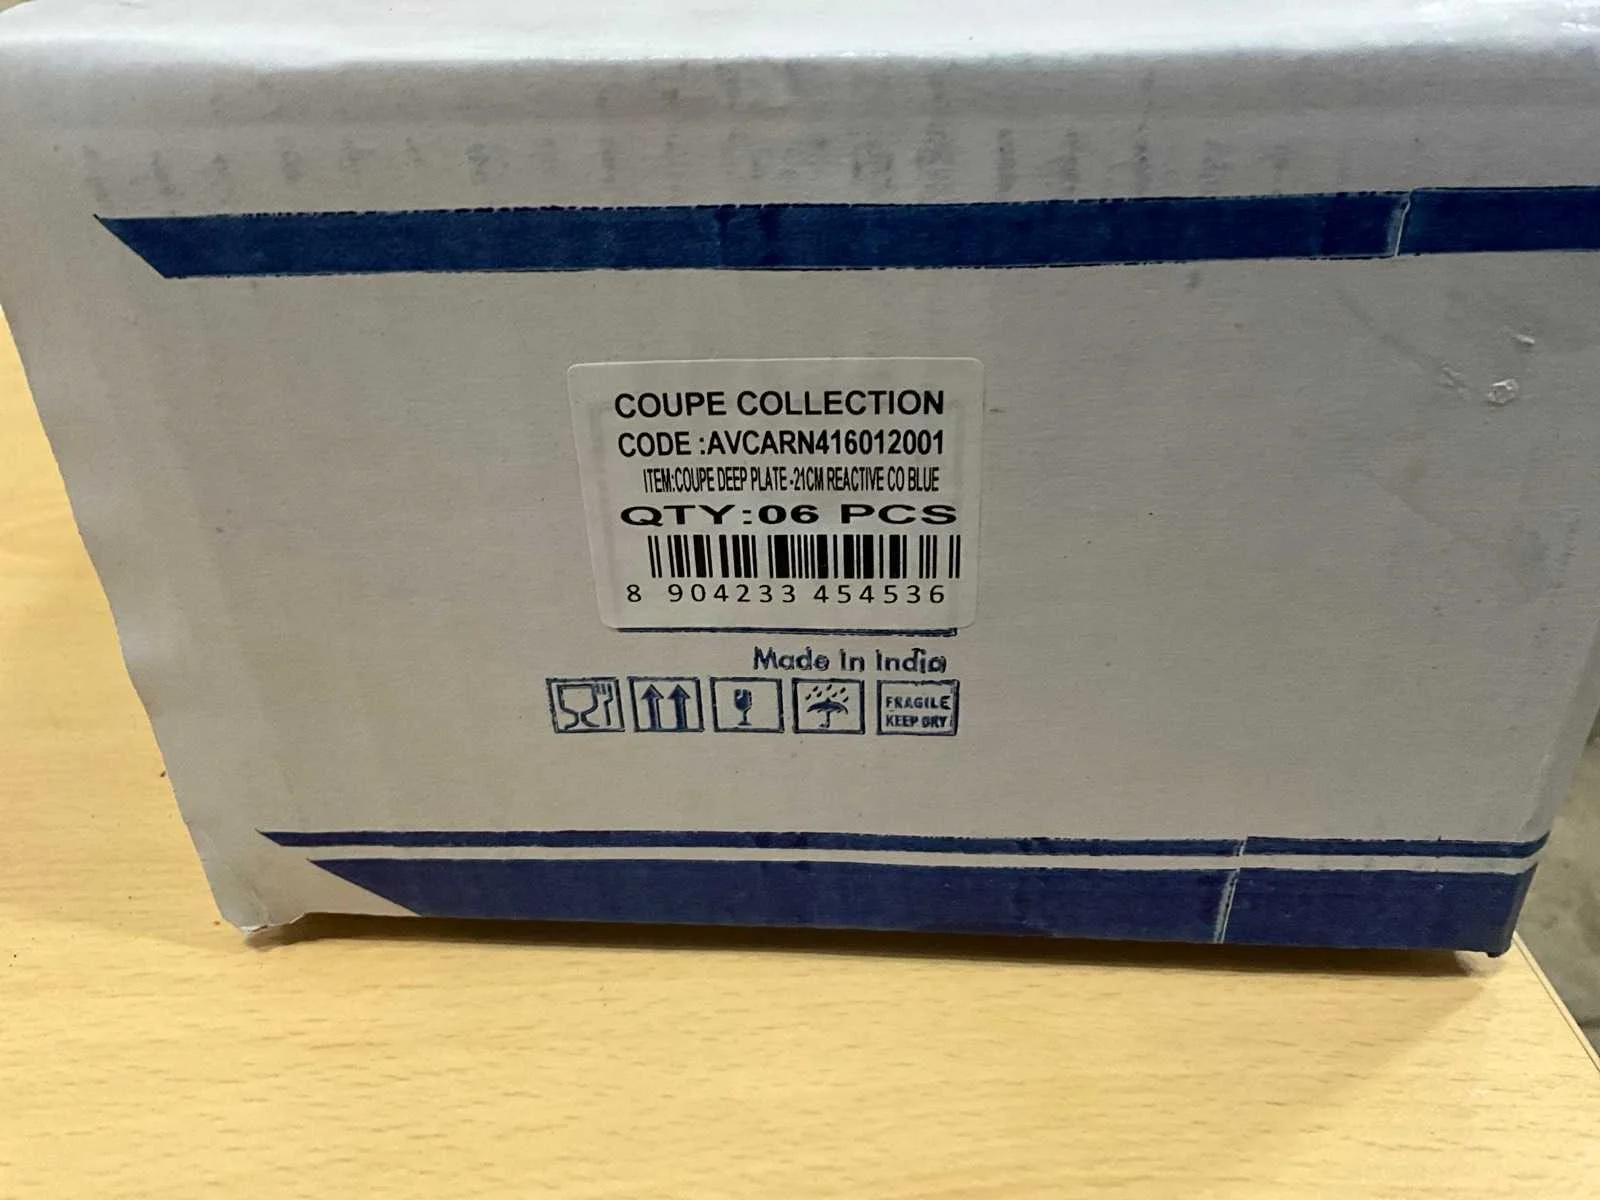 COUPE COLLECTION
CODE :AVCARN416012001
ITEM:COUPE DEEP PLATE -21CM REACTIVE CO BLUE
QTY:06 PCS
8 904233 454536
Made In India
FRAGILE
KEEP DRY